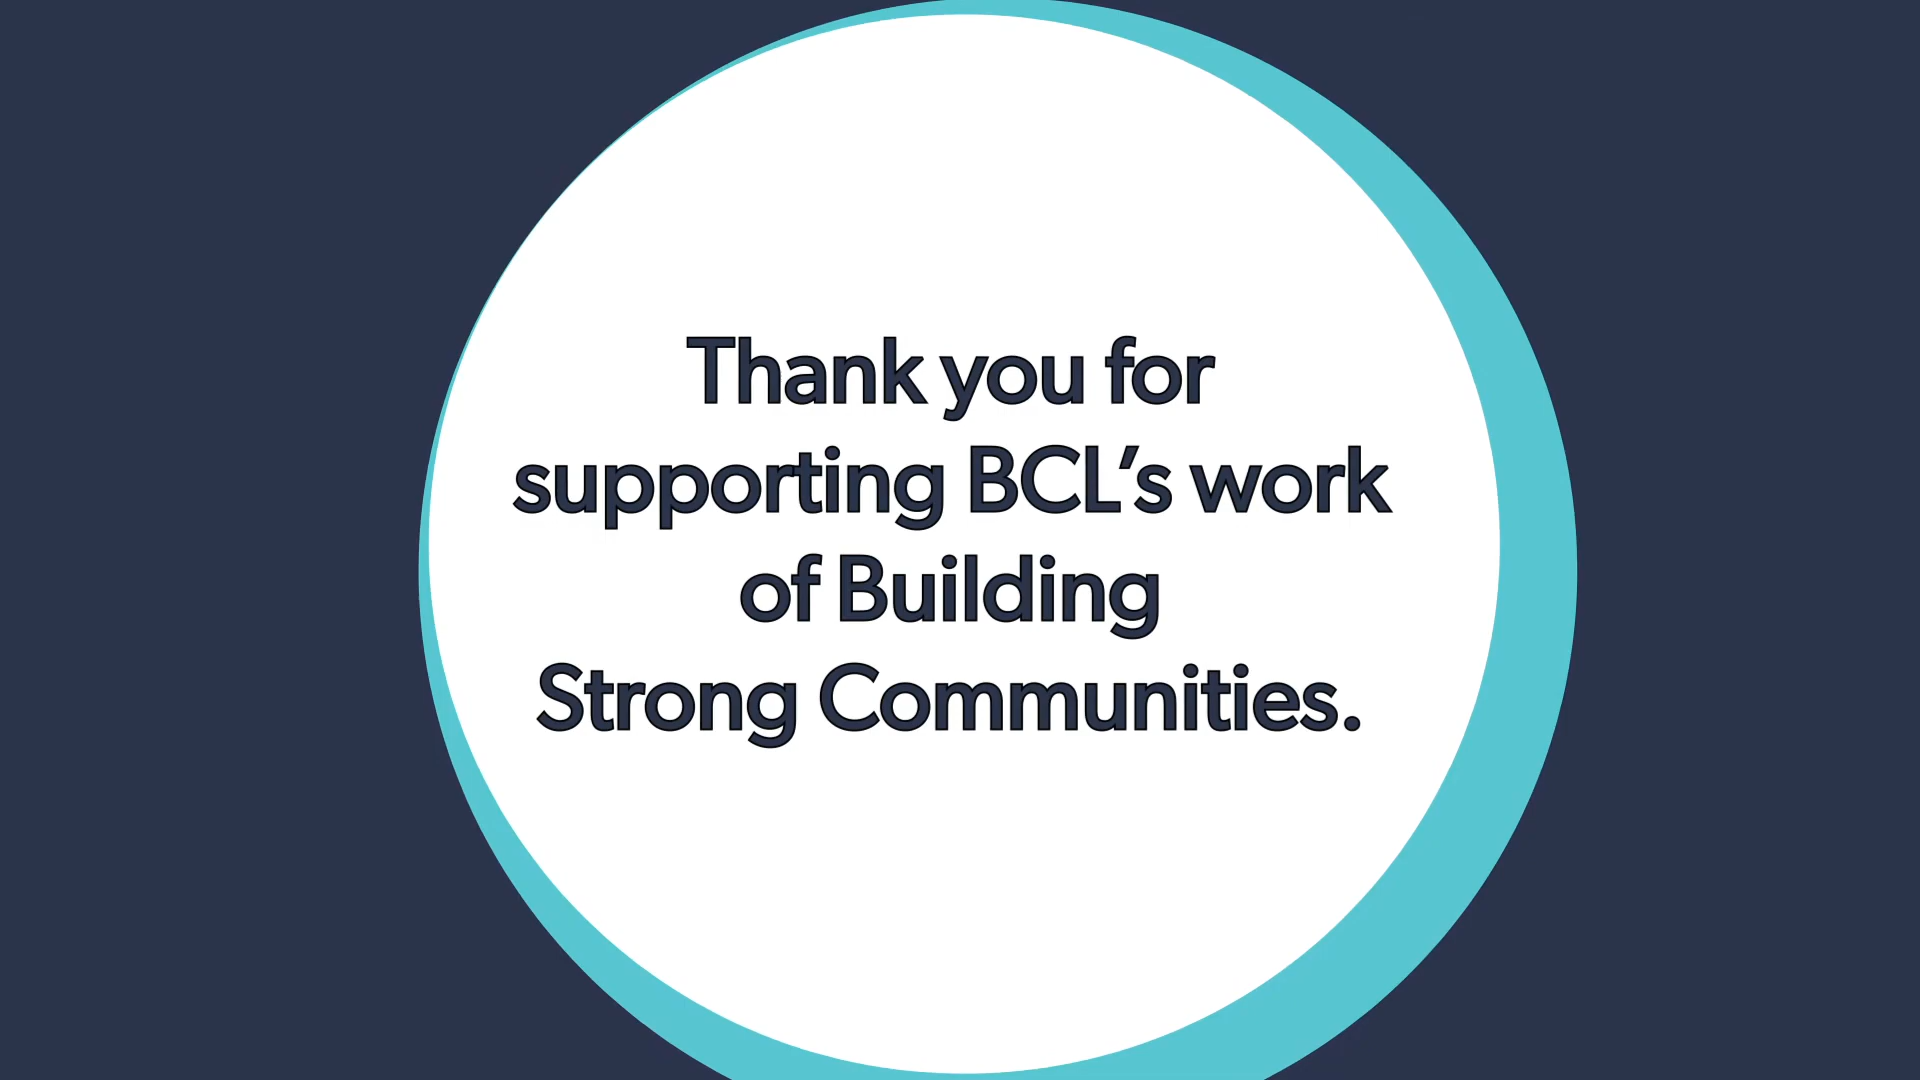 Thank you for
supporting BCL’s work
of Building
Strong Communities.